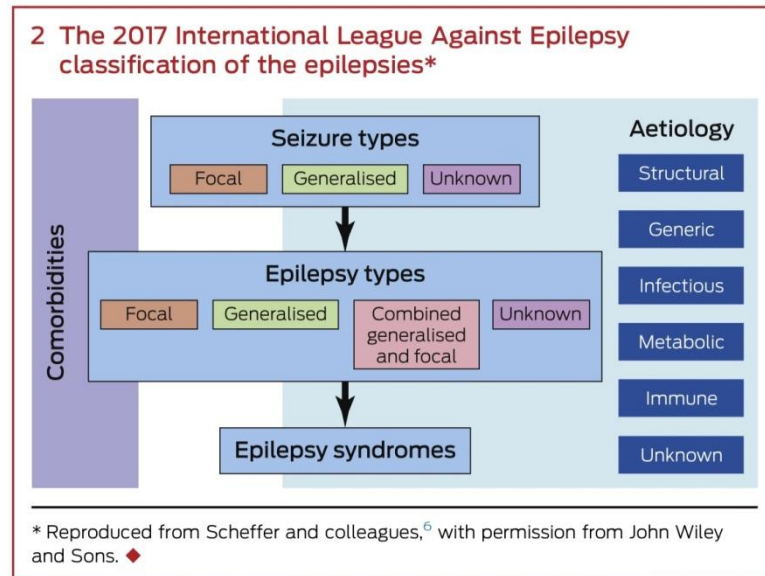 2 The 2017 International League Against Epilepsy
classification of the epilepsies*
Comorbidities
Seizure types
Focal Generalised Unknown
Epilepsy types
Focal Generalised Combined generalised and focal Unknown
Epilepsy syndromes
Aetiology
Structural
Generic
Infectious
Metabolic
Immune
Unknown
* Reproduced from Scheffer and colleagues,6 with permission from John Wiley
and Sons. ◆